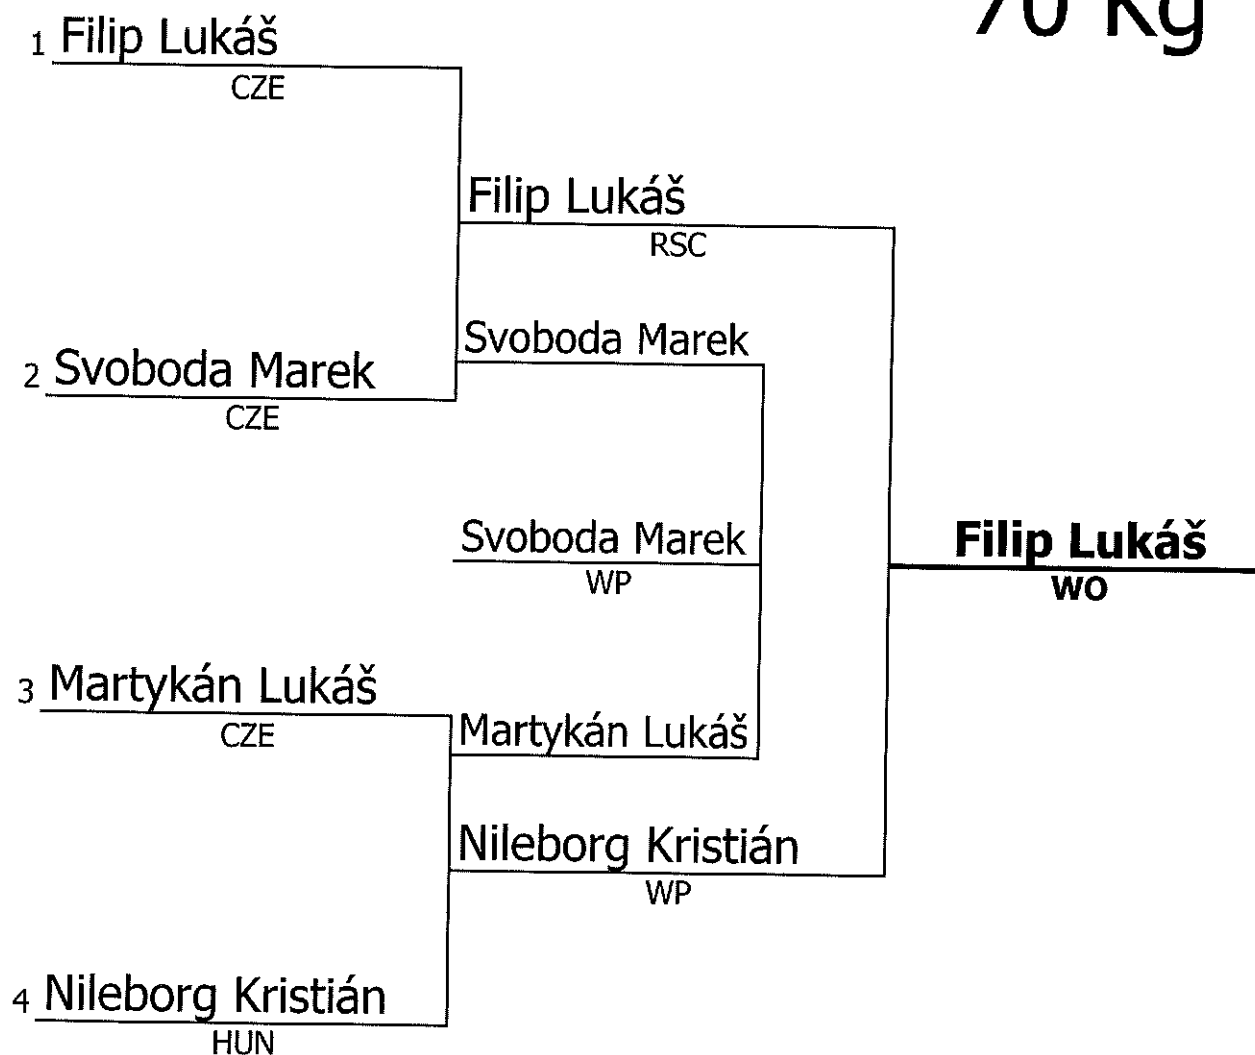 70 Kg
1 Filip Lukáš
CZE
Filip Lukáš
RSC
Svoboda Marek
2 Svoboda Marek
CZE
Svoboda Marek
WP
Filip Lukáš
WO
3 Martykán Lukáš
CZE
Martykán Lukáš
Nileborg Kristián
WP
4 Nileborg Kristián
HUN